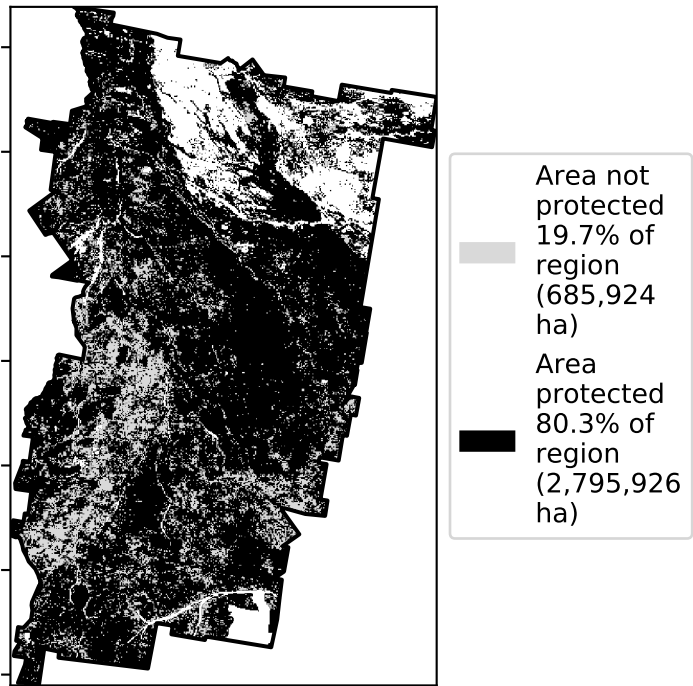 Area not
protected
19.7% of
region
(685,924
ha)
Area
protected
80.3% of
region
(2,795,926
ha)